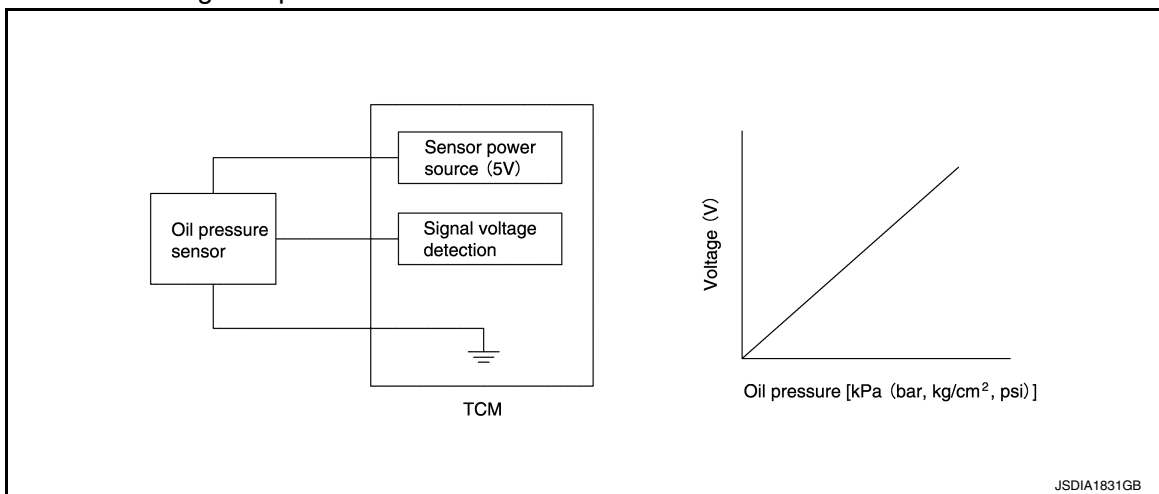 Sensor power
source (5V)
Oil pressure
sensor
Signal voltage
detection
TCM
Voltage (V)
Oil pressure [kPa (bar, kg/cm², psi)]
JSDIA1831GB